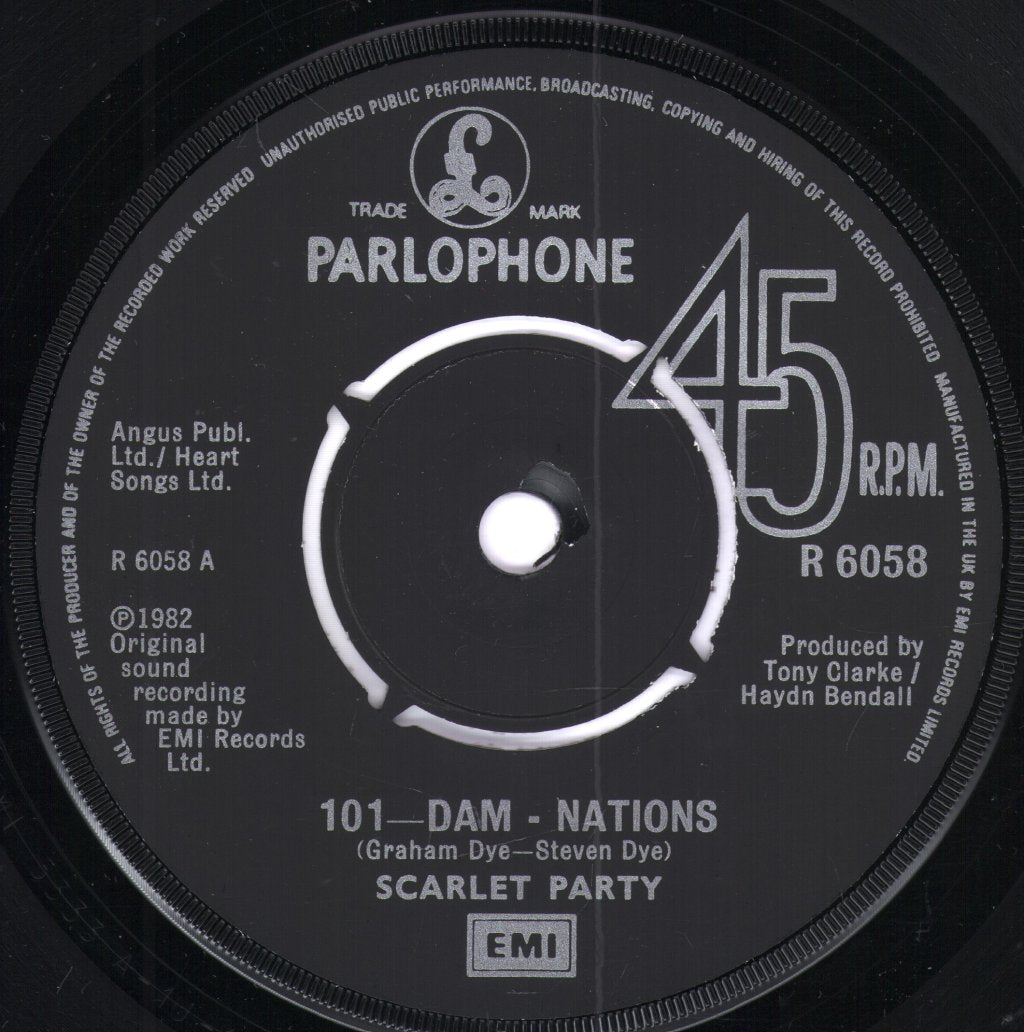 ALL RIGHTS OF THE PRODUCER AND OF THE OWNER OF THE RECORDED WORK RESERVED UNAUTHORISED PUBLIC PERFORMANCE, BROADCASTING, COPYING AND HIRING OF THIS RECORD PROHIBITED MANUFACTURED IN THE UK BY EMI RECORDS LIMITED.
£
TRADE MARK
PARLOPHONE
45
R.P.M.
R 6058
Angus Publ.
Ltd./ Heart
Songs Ltd.
R 6058 A
℗1982
Original
sound
recording
made by
EMI Records
Ltd.
Produced by
Tony Clarke /
Haydn Bendall
101—DAM - NATIONS
(Graham Dye—Steven Dye)
SCARLET PARTY
EMI